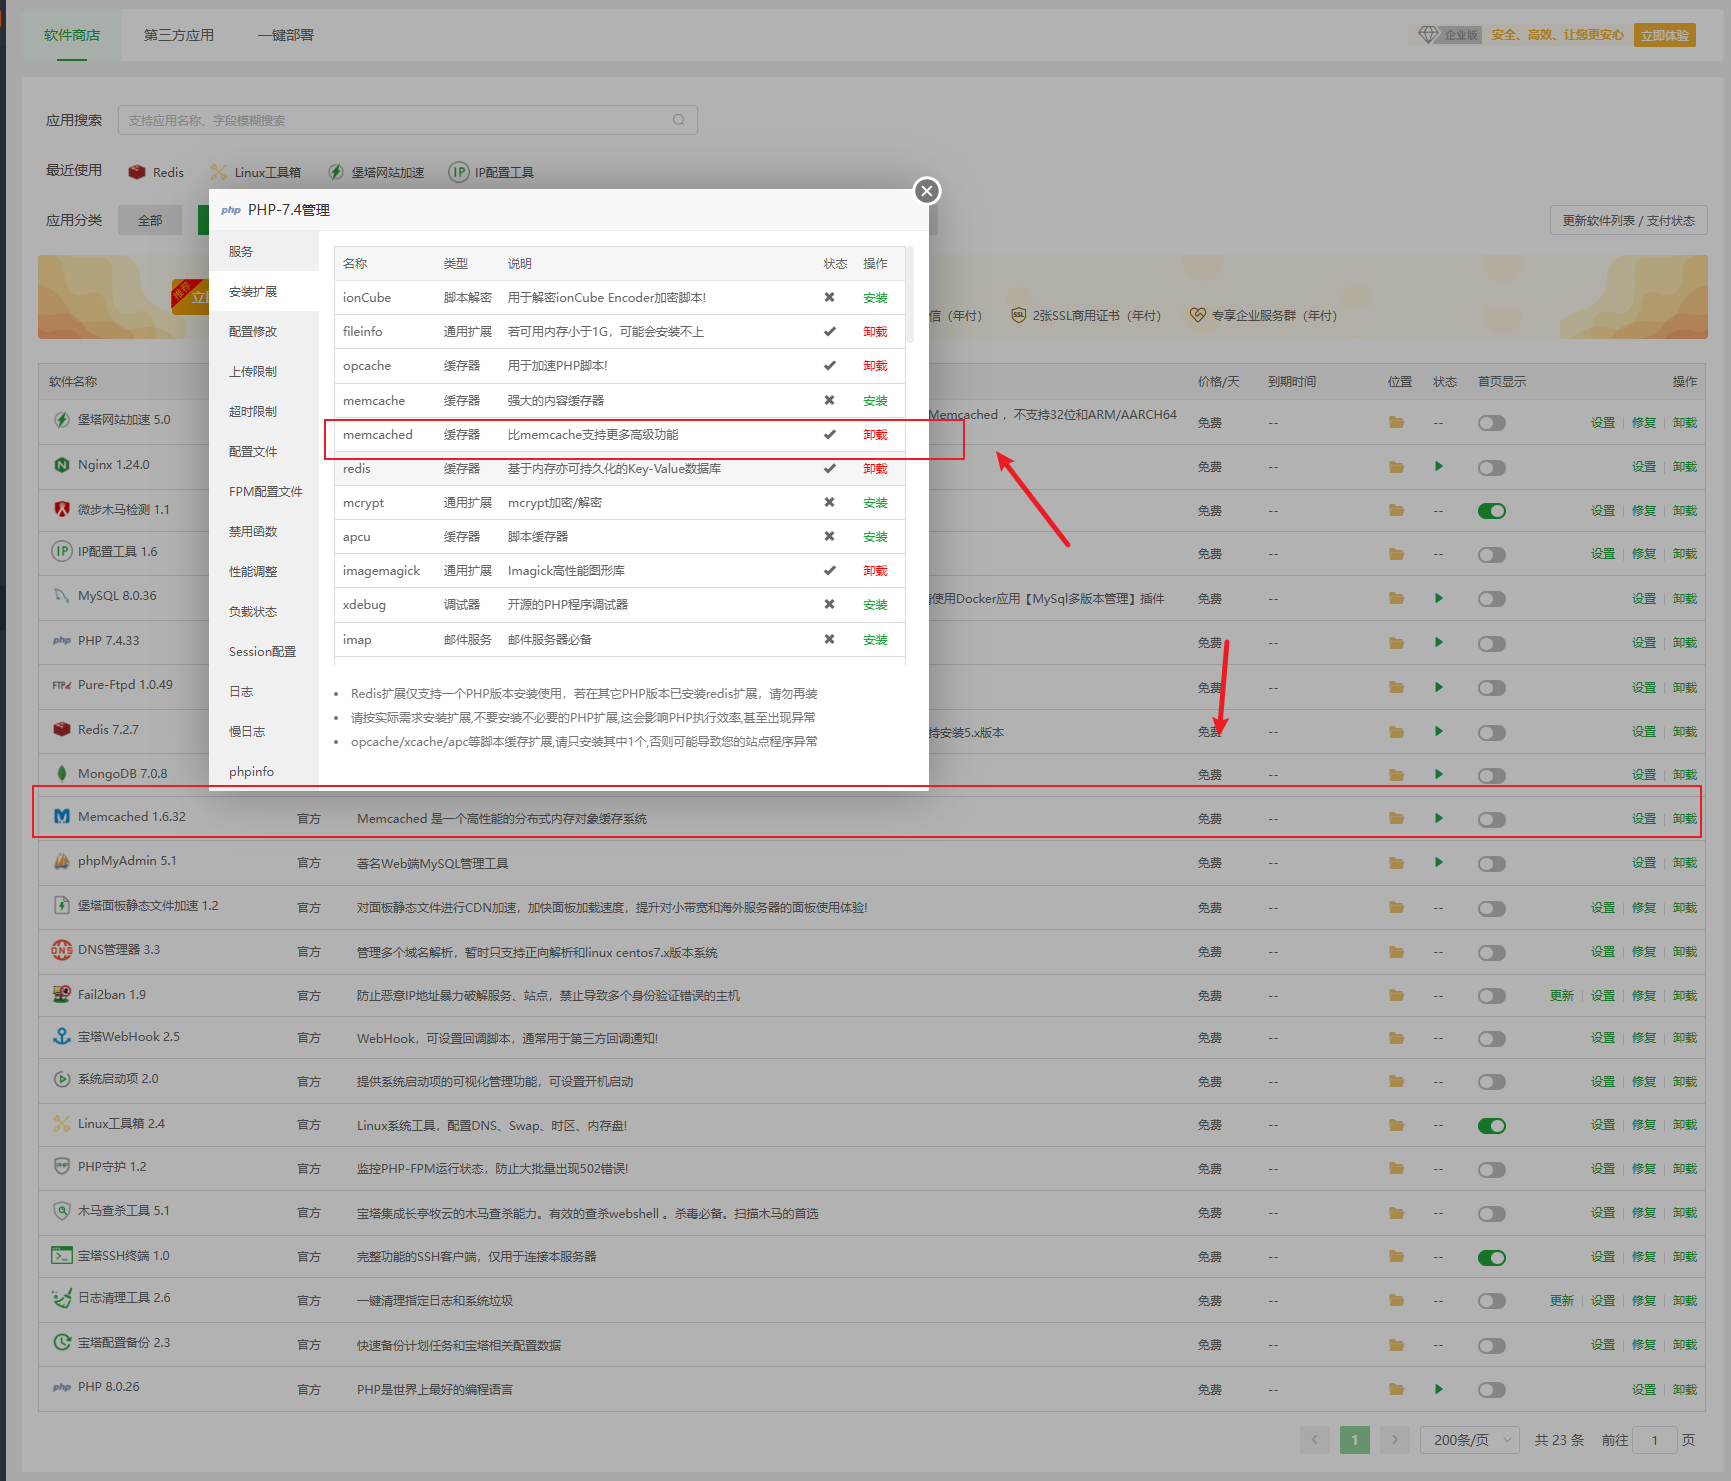 软件商店 第三方应用 一键部署 企业版 安全、高效、让您更安心 立即体验
应用搜索 支持应用名称、字段模糊搜索
最近使用 Redis Linux工具箱 堡塔网站加速 IP配置工具
应用分类 全部 更新软件列表 / 支付状态
php PHP-7.4管理
服务
安装扩展
配置修改
上传限制
超时限制
配置文件
FPM配置文件
禁用函数
性能调整
负载状态
Session配置
日志
慢日志
phpinfo
名称 类型 说明 状态 操作
ionCube 脚本解密 用于解密ionCube Encoder加密脚本! 安装
fileinfo 通用扩展 若可用内存小于1G，可能会安装不上 卸载
opcache 缓存器 用于加速PHP脚本! 卸载
memcache 缓存器 强大的内容缓存器 安装
memcached 缓存器 比memcache支持更多高级功能 卸载
redis 缓存器 基于内存亦可持久化的Key-Value数据库 卸载
mcrypt 通用扩展 mcrypt加密/解密 安装
apcu 缓存器 脚本缓存器 安装
imagemagick 通用扩展 Imagick高性能图形库 卸载
xdebug 调试器 开源的PHP程序调试器 安装
imap 邮件服务 邮件服务器必备 安装
Redis扩展仅支持一个PHP版本安装使用，若在其它PHP版本已安装redis扩展，请勿再装
请按实际需求安装扩展,不要安装不必要的PHP扩展,这会影响PHP执行效率,甚至出现异常
opcache/xcache/apc等脚本缓存扩展,请只安装其中1个,否则可能导致您的站点程序异常
推荐 信（年付） SSL 2张SSL商用证书（年付） 专享企业服务群（年付）
软件名称 价格/天 到期时间 位置 状态 首页显示 操作
堡塔网站加速 5.0 Memcached ，不支持32位和ARM/AARCH64 免费 -- -- 设置 修复 卸载
Nginx 1.24.0 免费 -- 设置 卸载
微步木马检测 1.1 免费 -- -- 设置 修复 卸载
IP IP配置工具 1.6 免费 -- -- 设置 修复 卸载
MySQL 8.0.36 使用Docker应用【MySql多版本管理】插件 免费 -- 设置 卸载
php PHP 7.4.33 免费 -- 设置 卸载
FTP Pure-Ftpd 1.0.49 免费 -- 设置 卸载
Redis 7.2.7 持安装5.x版本 免费 -- 设置 卸载
MongoDB 7.0.8 免费 -- 设置 卸载
Memcached 1.6.32 官方 Memcached 是一个高性能的分布式内存对象缓存系统 免费 -- 设置 卸载
phpMyAdmin 5.1 官方 著名Web端MySQL管理工具 免费 -- 设置 卸载
堡塔面板静态文件加速 1.2 官方 对面板静态文件进行CDN加速，加快面板加载速度，提升对小带宽和海外服务器的面板使用体验! 免费 -- -- 设置 修复 卸载
DNS DNS管理器 3.3 官方 管理多个域名解析，暂时只支持正向解析和linux centos7.x版本系统 免费 -- -- 设置 修复 卸载
Fail2ban 1.9 官方 防止恶意IP地址暴力破解服务、站点，禁止导致多个身份验证错误的主机 免费 -- -- 更新 设置 修复 卸载
宝塔WebHook 2.5 官方 WebHook，可设置回调脚本，通常用于第三方回调通知! 免费 -- -- 设置 修复 卸载
系统启动项 2.0 官方 提供系统启动项的可视化管理功能，可设置开机启动 免费 -- -- 设置 修复 卸载
Linux工具箱 2.4 官方 Linux系统工具，配置DNS、Swap、时区、内存盘! 免费 -- -- 设置 修复 卸载
PHP PHP守护 1.2 官方 监控PHP-FPM运行状态，防止大批量出现502错误! 免费 -- -- 设置 修复 卸载
木马查杀工具 5.1 官方 宝塔集成长亭牧云的木马查杀能力。有效的查杀webshell 。杀毒必备。扫描木马的首选 免费 -- -- 设置 修复 卸载
宝塔SSH终端 1.0 官方 完整功能的SSH客户端，仅用于连接本服务器 免费 -- -- 设置 修复 卸载
日志清理工具 2.6 官方 一键清理指定日志和系统垃圾 免费 -- -- 更新 设置 修复 卸载
宝塔配置备份 2.3 官方 快速备份计划任务和宝塔相关配置数据 免费 -- -- 设置 修复 卸载
php PHP 8.0.26 官方 PHP是世界上最好的编程语言 免费 -- 设置 卸载
1 200条/页 共 23 条 前往 1 页